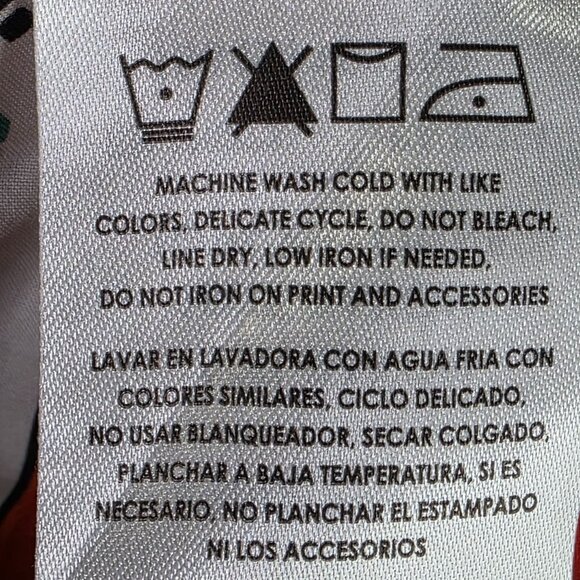 MACHINE WASH COLD WITH LIKE
COLORS, DELICATE CYCLE, DO NOT BLEACH,
LINE DRY, LOW IRON IF NEEDED,
DO NOT IRON ON PRINT AND ACCESSORIES
LAVAR EN LAVADORA CON AGUA FRIA CON
COLORES SIMILARES, CICLO DELICADO,
NO USAR BLANQUEADOR, SECAR COLGADO,
PLANCHAR A BAJA TEMPERATURA, SI ES
NECESARIO, NO PLANCHAR EL ESTAMPADO
NI LOS ACCESORIOS